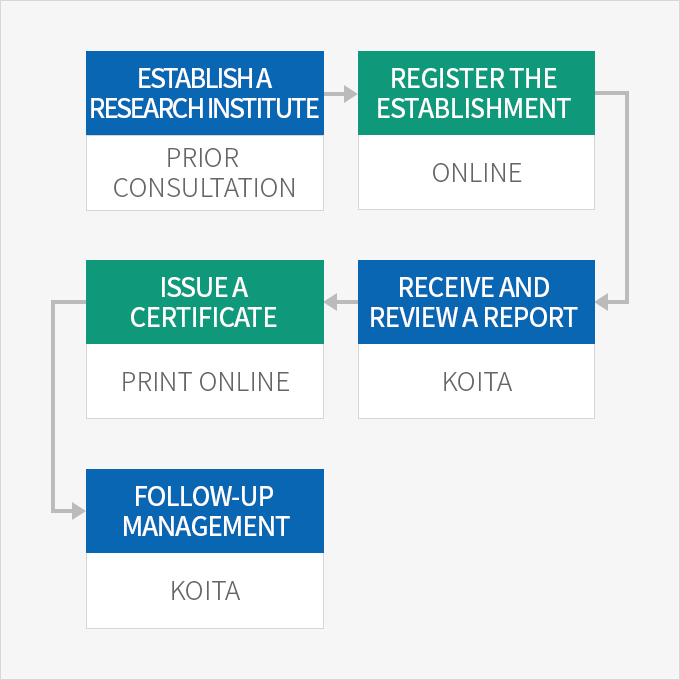 ESTABLISH A
RESEARCH INSTITUTE
PRIOR
CONSULTATION
REGISTER THE
ESTABLISHMENT
ONLINE
RECEIVE AND
REVIEW A REPORT
KOITA
ISSUE A
CERTIFICATE
PRINT ONLINE
FOLLOW-UP
MANAGEMENT
KOITA